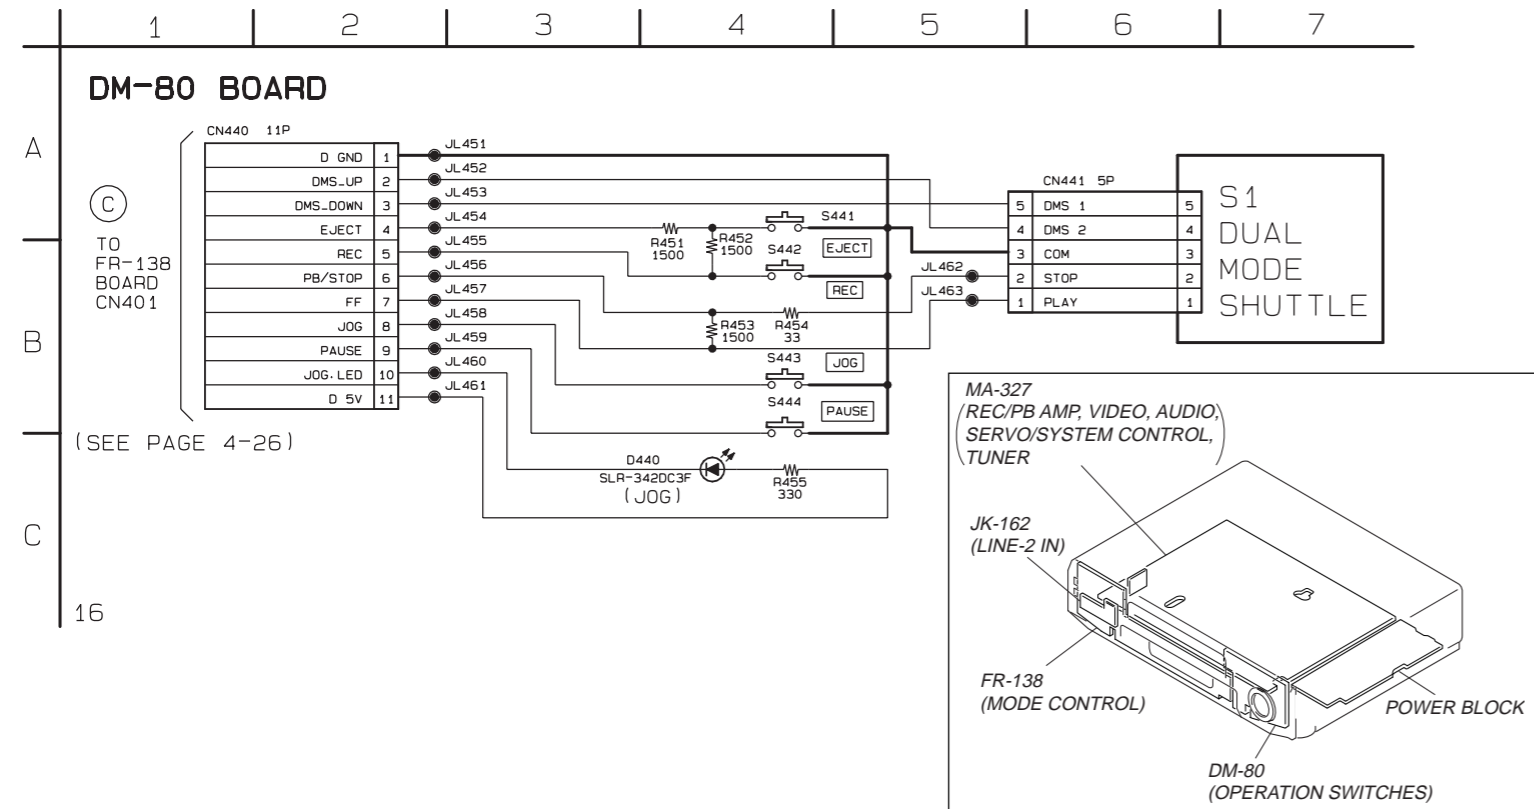 1 2 3 4 5 6 7
DM-80 BOARD
A
B
C
16
CN440 11P
D GND 1
DMS_UP 2
DMS_DOWN 3
EJECT 4
REC 5
PB/STOP 6
FF 7
JOG 8
PAUSE 9
JOG.LED 10
D 5V 11
C
TO
FR-138
BOARD
CN401
(SEE PAGE 4-26)
JL451
JL452
JL453
JL454
JL455
JL456
JL457
JL458
JL459
JL460
JL461
R451
1500
R452
1500
S441
EJECT
S442
REC
R453
1500
R454
33
S443
JOG
S444
PAUSE
D440
SLR-342DC3F
(JOG)
R455
330
JL462
JL463
CN441 5P
5 DMS 1 5
4 DMS 2 4
3 COM 3
2 STOP 2
1 PLAY 1
S1
DUAL
MODE
SHUTTLE
MA-327
(REC/PB AMP, VIDEO, AUDIO,
SERVO/SYSTEM CONTROL,
TUNER)
JK-162
(LINE-2 IN)
FR-138
(MODE CONTROL)
POWER BLOCK
DM-80
(OPERATION SWITCHES)